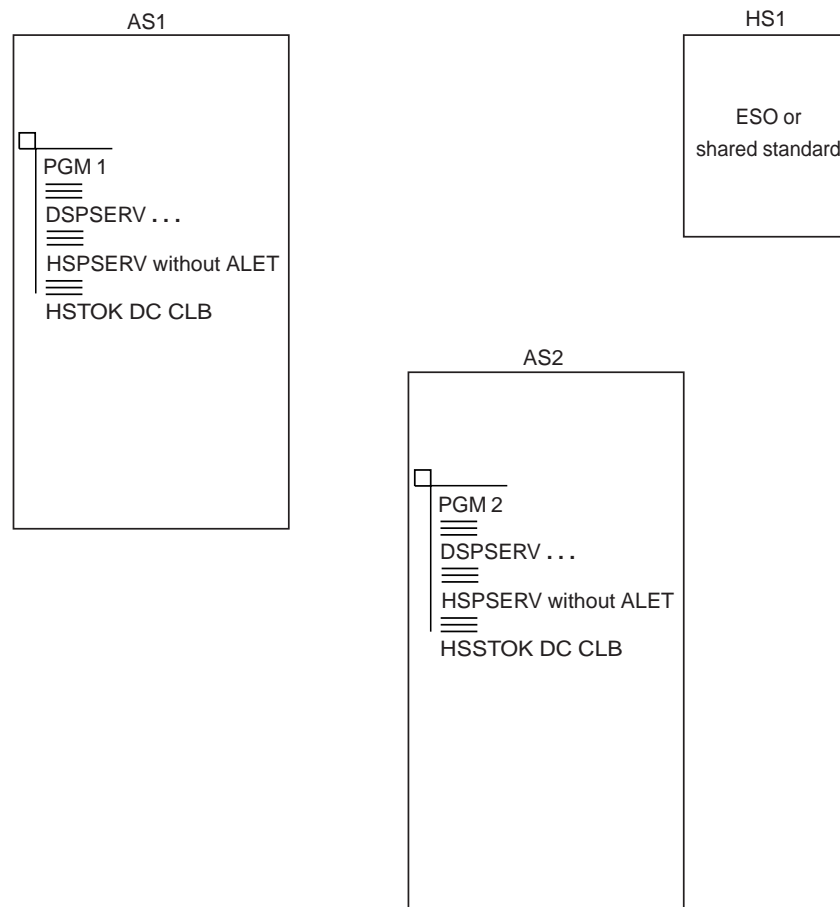 AS1
PGM 1
DSPSERV . . .
HSPSERV without ALET
HSTOK DC CLB
HS1
ESO or
shared standard
AS2
PGM 2
DSPSERV . . .
HSPSERV without ALET
HSSTOK DC CLB